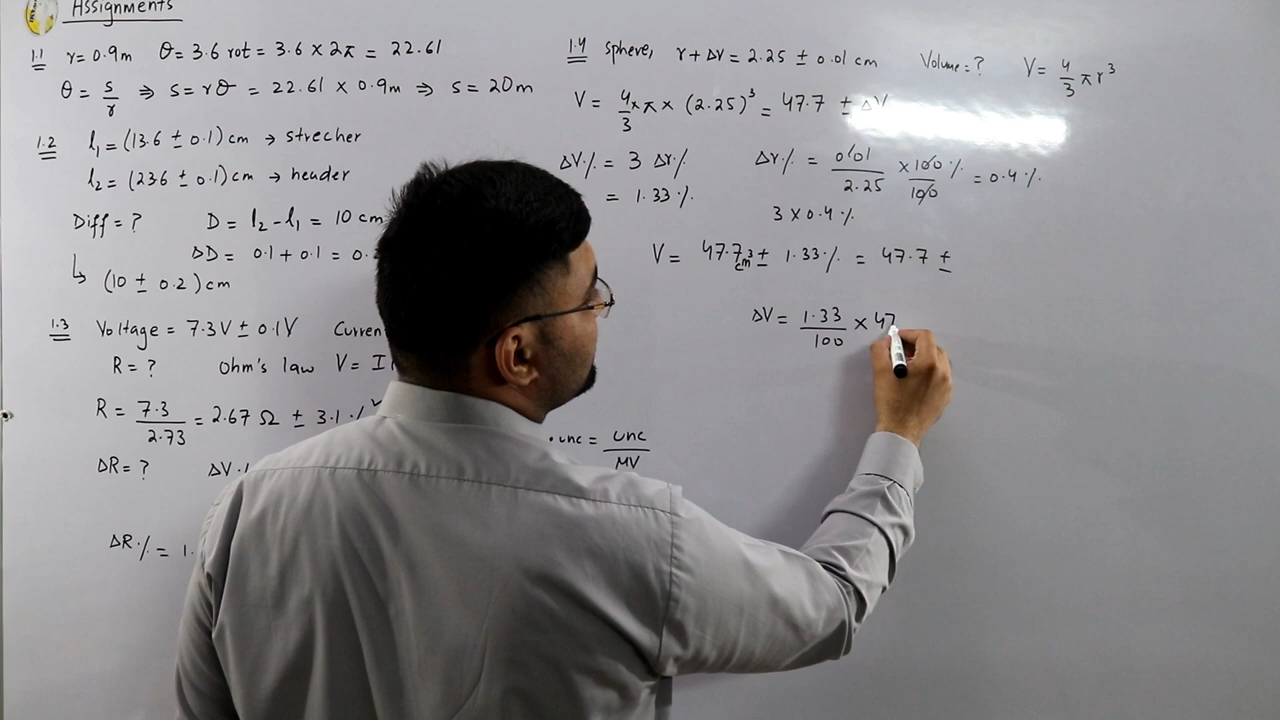 Assignments
1.1 r = 0.9m θ = 3.6 rot = 3.6 × 2π = 22.61
θ = s/r ⇒ s = rθ = 22.61 × 0.9m ⇒ s = 20m
1.2 l₁ = (13.6 ± 0.1) cm → strecher
l₂ = (23.6 ± 0.1) cm → header
Diff = ? D = l₂ - l₁ = 10 cm
ΔD = 0.1 + 0.1 = 0.
↳ (10 ± 0.2) cm
1.3 Voltage = 7.3V ± 0.1V Curren
R = ? Ohm's law V = I
R = 7.3/2.73 = 2.67 Ω ± 3.1 %
ΔR = ? ΔV %
unc = unc/MV
ΔR % = 1.
1.4 sphere, r + Δr = 2.25 ± 0.01 cm Volume = ? V = 4/3 π r³
V = 4/3 × π × (2.25)³ = 47.7 ± ΔV
ΔV % = 3 Δr % Δr % = 0.01/2.25 × 100/100 % = 0.4 %
= 1.33 %
3 × 0.4 %
V = 47.7 cm³ ± 1.33 % = 47.7 ±
ΔV = 1.33/100 × 47